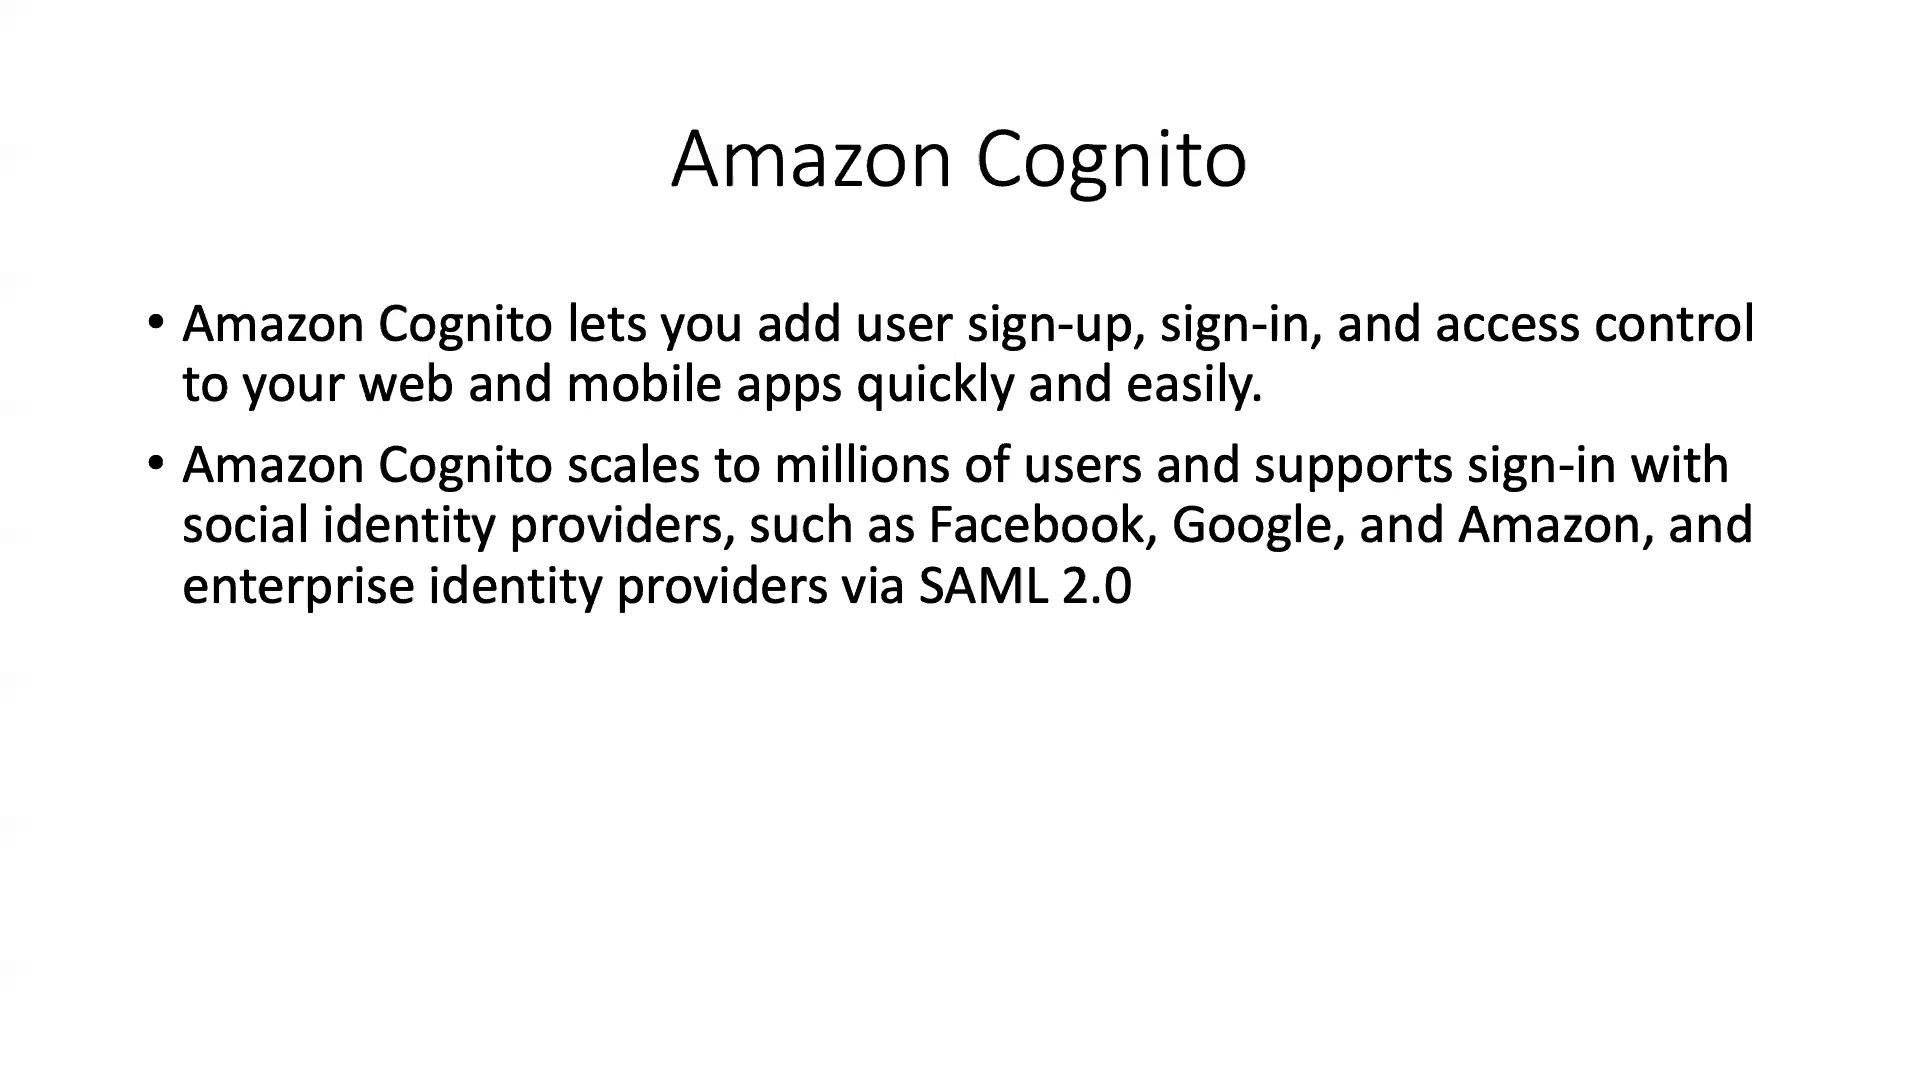 Amazon Cognito
• Amazon Cognito lets you add user sign-up, sign-in, and access control
to your web and mobile apps quickly and easily.
• Amazon Cognito scales to millions of users and supports sign-in with
social identity providers, such as Facebook, Google, and Amazon, and
enterprise identity providers via SAML 2.0